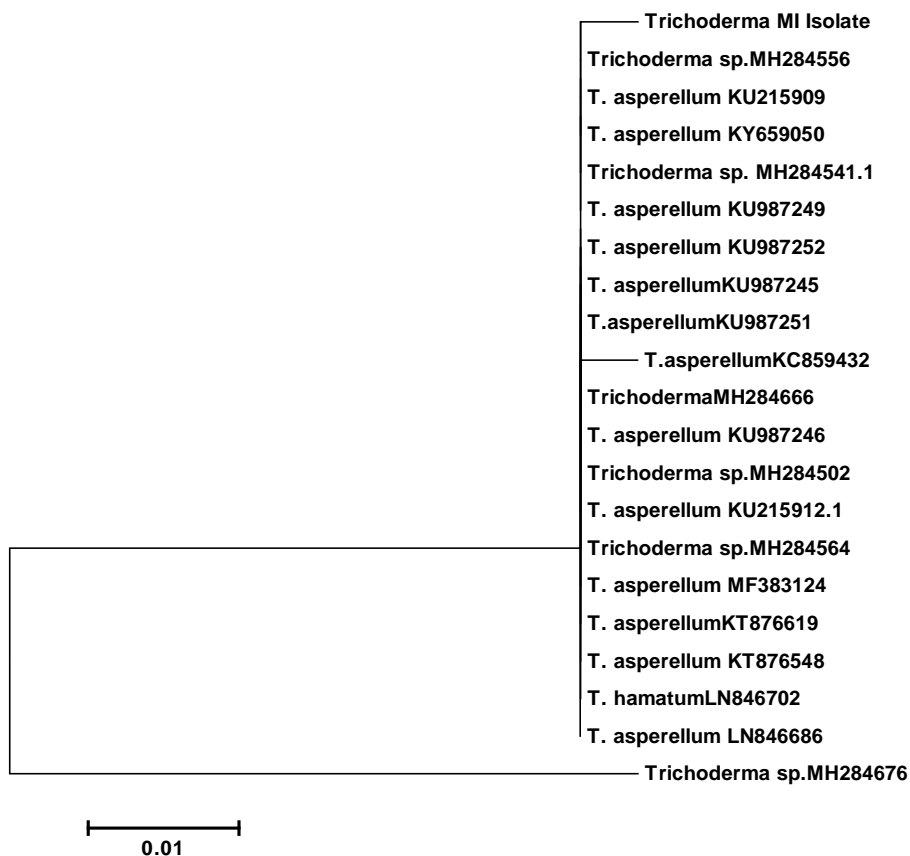 Trichoderma MI Isolate
Trichoderma sp.MH284556
T. asperellum KU215909
T. asperellum KY659050
Trichoderma sp. MH284541.1
T. asperellum KU987249
T. asperellum KU987252
T. asperellumKU987245
T.asperellumKU987251
T.asperellumKC859432
TrichodermaMH284666
T. asperellum KU987246
Trichoderma sp.MH284502
T. asperellum KU215912.1
Trichoderma sp.MH284564
T. asperellum MF383124
T. asperellumKT876619
T. asperellum KT876548
T. hamatumLN846702
T. asperellum LN846686
Trichoderma sp.MH284676
0.01